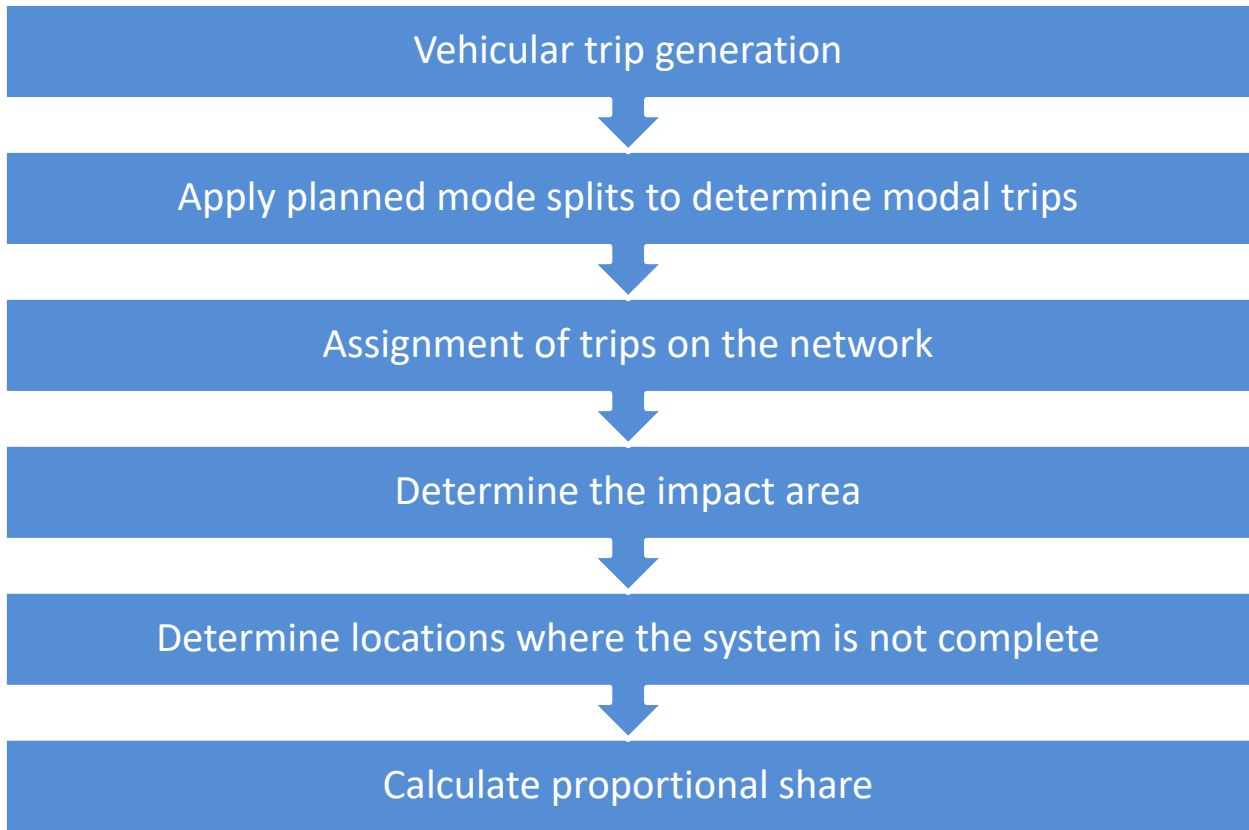 Vehicular trip generation
Apply planned mode splits to determine modal trips
Assignment of trips on the network
Determine the impact area
Determine locations where the system is not complete
Calculate proportional share